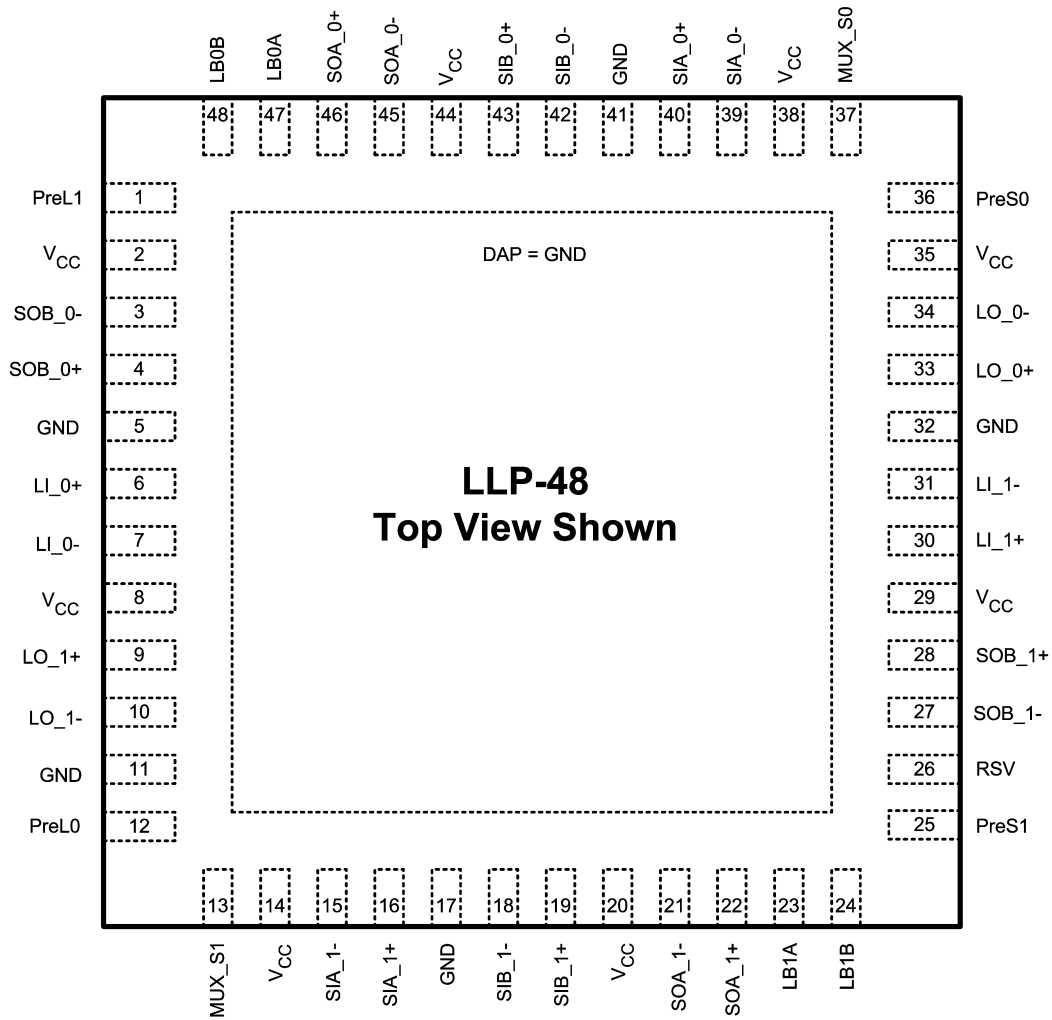 LB0B
LB0A
SOA_0+
SOA_0-
VCC
SIB_0+
SIB_0-
GND
SIA_0+
SIA_0-
VCC
MUX_S0
48
47
46
45
44
43
42
41
40
39
38
37
PreL1
1
VCC
2
SOB_0-
3
SOB_0+
4
GND
5
LI_0+
6
LI_0-
7
VCC
8
LO_1+
9
LO_1-
10
GND
11
PreL0
12
DAP = GND
LLP-48
Top View Shown
36
PreS0
35
VCC
34
LO_0-
33
LO_0+
32
GND
31
LI_1-
30
LI_1+
29
VCC
28
SOB_1+
27
SOB_1-
26
RSV
25
PreS1
13
14
15
16
17
18
19
20
21
22
23
24
MUX_S1
VCC
SIA_1-
SIA_1+
GND
SIB_1-
SIB_1+
VCC
SOA_1-
SOA_1+
LB1A
LB1B